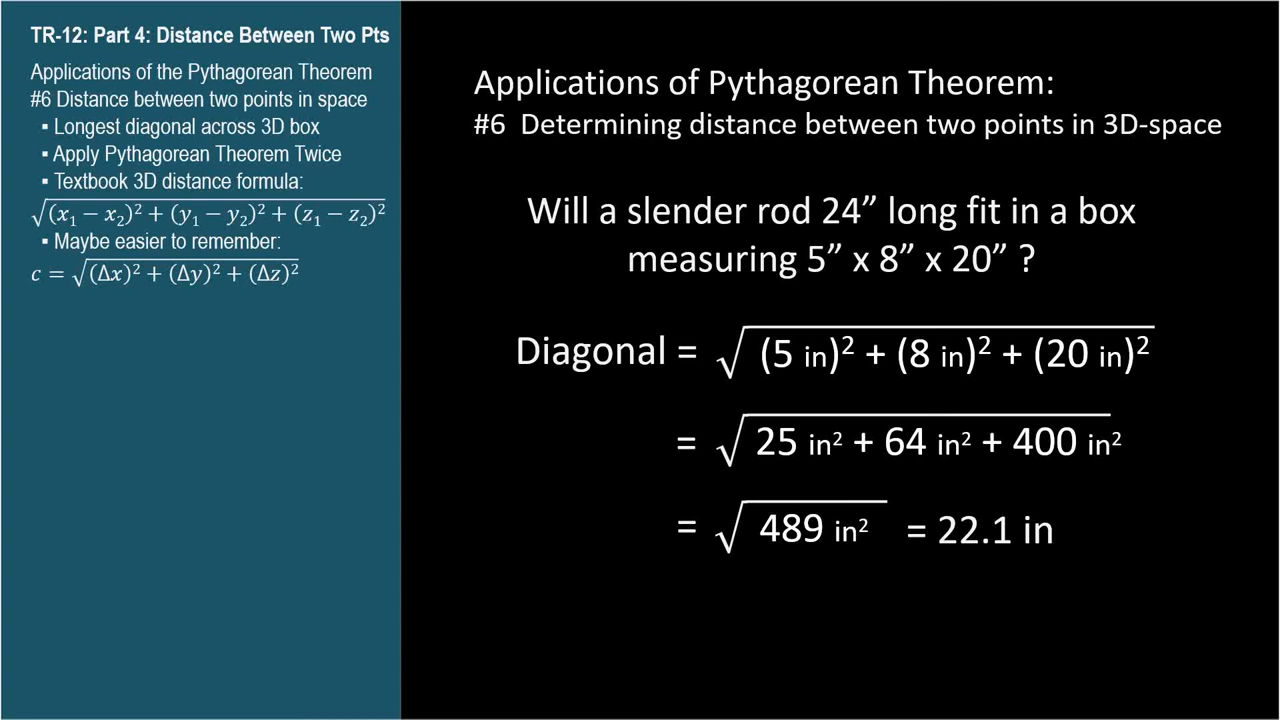 TR-12: Part 4: Distance Between Two Pts
Applications of the Pythagorean Theorem
#6 Distance between two points in space
▪ Longest diagonal across 3D box
▪ Apply Pythagorean Theorem Twice
▪ Textbook 3D distance formula:
√(x₁ − x₂)² + (y₁ − y₂)² + (z₁ − z₂)²
▪ Maybe easier to remember:
c = √(Δx)² + (Δy)² + (Δz)²
Applications of Pythagorean Theorem:
#6 Determining distance between two points in 3D-space
Will a slender rod 24” long fit in a box
measuring 5” x 8” x 20” ?
Diagonal = √(5 in)² + (8 in)² + (20 in)²
= √25 in² + 64 in² + 400 in²
= √489 in² = 22.1 in